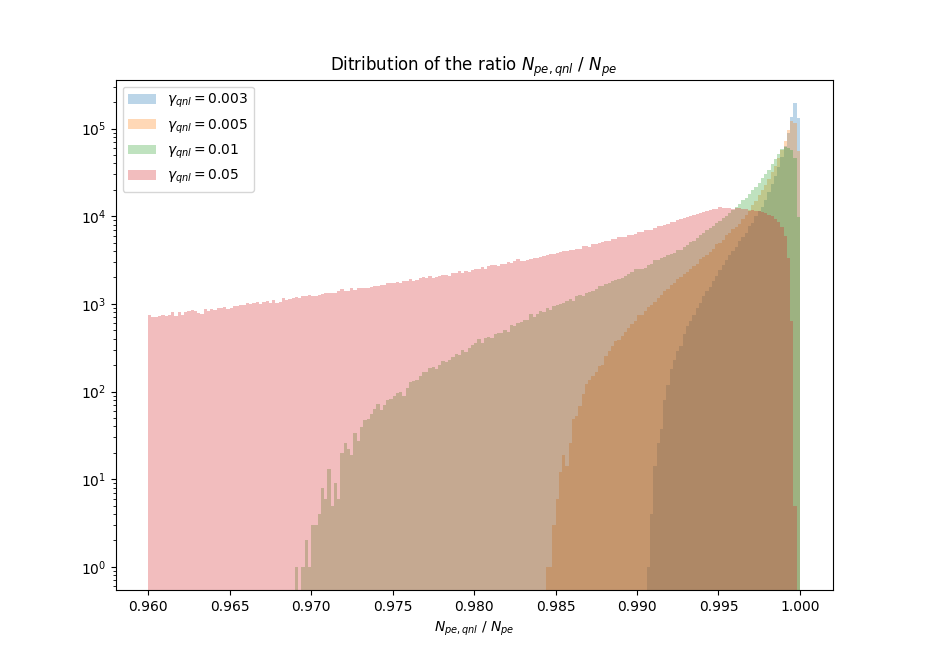 Ditribution of the ratio N_{pe, qnl} / N_{pe}
γ_{qnl} = 0.003
γ_{qnl} = 0.005
γ_{qnl} = 0.01
γ_{qnl} = 0.05
10^5
10^4
10^3
10^2
10^1
10^0
0.960 0.965 0.970 0.975 0.980 0.985 0.990 0.995 1.000
N_{pe, qnl} / N_{pe}